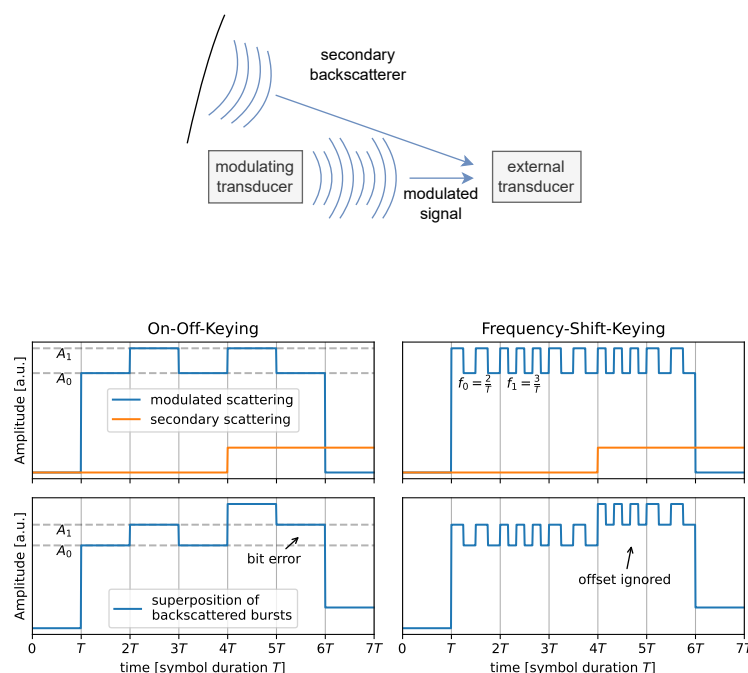 secondary
backscatterer
modulating
transducer
external
transducer
modulated
signal
On-Off-Keying
Frequency-Shift-Keying
Amplitude [a.u.]
A₁
A₀
modulated scattering
secondary scattering
f₀ = 2/T
f₁ = 3/T
Amplitude [a.u.]
A₁
A₀
bit error
superposition of
backscattered bursts
offset ignored
0 T 2T 3T 4T 5T 6T 7T
0 T 2T 3T 4T 5T 6T 7T
time [symbol duration T]
time [symbol duration T]